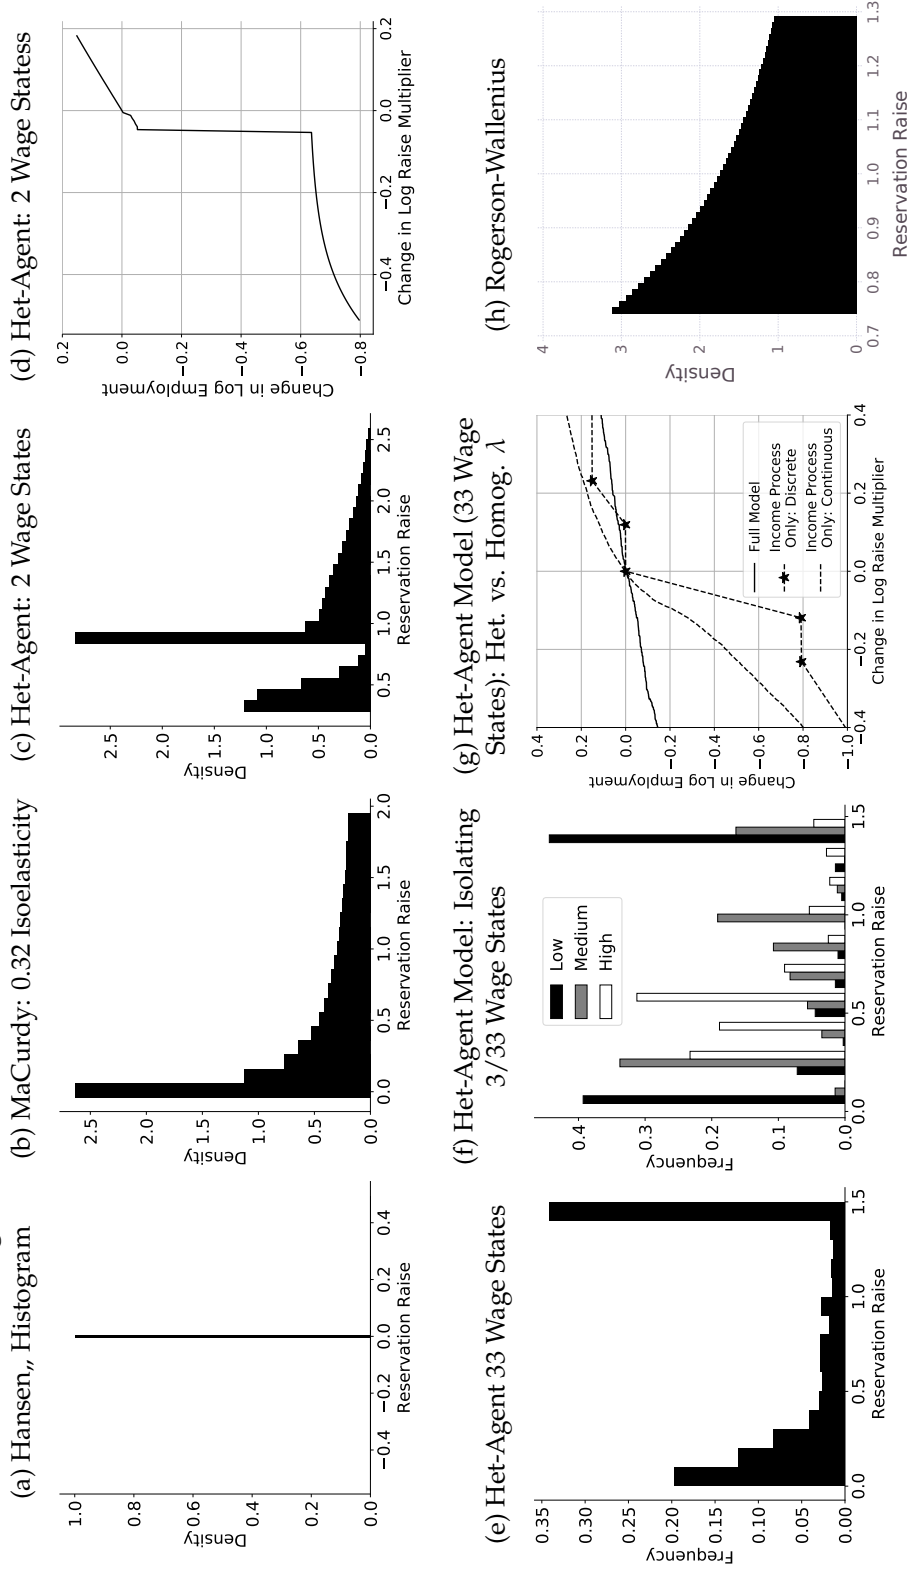 (a) Hansen,, Histogram
Density
1.0
0.8
0.6
0.4
0.2
0.0
−0.4
−0.2
0.0
0.2
0.4
Reservation Raise
(b) MaCurdy: 0.32 Isoelasticity
Density
2.5
2.0
1.5
1.0
0.5
0.0
0.0
0.5
1.0
1.5
2.0
Reservation Raise
(c) Het-Agent: 2 Wage States
Density
2.5
2.0
1.5
1.0
0.5
0.0
0.5
1.0
1.5
2.0
2.5
Reservation Raise
(d) Het-Agent: 2 Wage Statess
Change in Log Employment
0.2
0.0
−0.2
−0.4
−0.6
−0.8
−0.4
−0.2
0.0
0.2
Change in Log Raise Multiplier
(e) Het-Agent 33 Wage States
Frequency
0.35
0.30
0.25
0.20
0.15
0.10
0.05
0.00
0.0
0.5
1.0
1.5
Reservation Raise
(f) Het-Agent Model: Isolating
3/33 Wage States
Frequency
0.4
0.3
0.2
0.1
0.0
Low
Medium
High
0.0
0.5
1.0
1.5
Reservation Raise
(g) Het-Agent Model (33 Wage
States): Het. vs. Homog. λ
Change in Log Employment
0.4
0.2
0.0
−0.2
−0.4
−0.6
−0.8
−1.0
Full Model
Income Process
Only: Discrete
Income Process
Only: Continuous
−0.4
−0.2
0.0
0.2
0.4
Change in Log Raise Multiplier
(h) Rogerson-Wallenius
Density
4
3
2
1
0
0.7
0.8
0.9
1.0
1.1
1.2
1.3
Reservation Raise